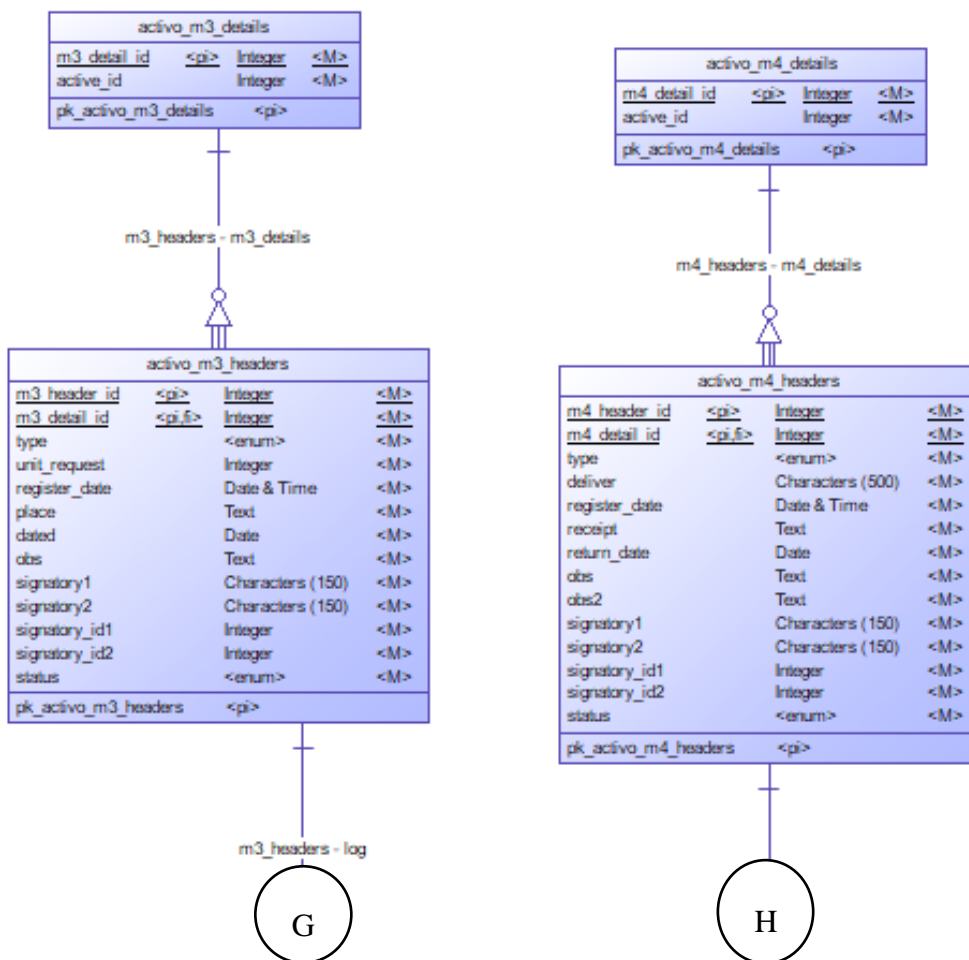 activo_m3_details
m3_detail_id <pi> Integer <M>
active_id Integer <M>
pk_activo_m3_details <pi>
m3_headers - m3_details
activo_m3_headers
m3_header_id <pi> Integer <M>
m3_detail_id <pi,fi> Integer <M>
type <enum> <M>
unit_request Integer <M>
register_date Date & Time <M>
place Text <M>
dated Date <M>
obs Text <M>
signatory1 Characters (150) <M>
signatory2 Characters (150) <M>
signatory_id1 Integer <M>
signatory_id2 Integer <M>
status <enum> <M>
pk_activo_m3_headers <pi>
m3_headers - log
G
activo_m4_details
m4_detail_id <pi> Integer <M>
active_id Integer <M>
pk_activo_m4_details <pi>
m4_headers - m4_details
activo_m4_headers
m4_header_id <pi> Integer <M>
m4_detail_id <pi,fi> Integer <M>
type <enum> <M>
deliver Characters (500) <M>
register_date Date & Time <M>
receipt Text <M>
return_date Date <M>
obs Text <M>
obs2 Text <M>
signatory1 Characters (150) <M>
signatory2 Characters (150) <M>
signatory_id1 Integer <M>
signatory_id2 Integer <M>
status <enum> <M>
pk_activo_m4_headers <pi>
H